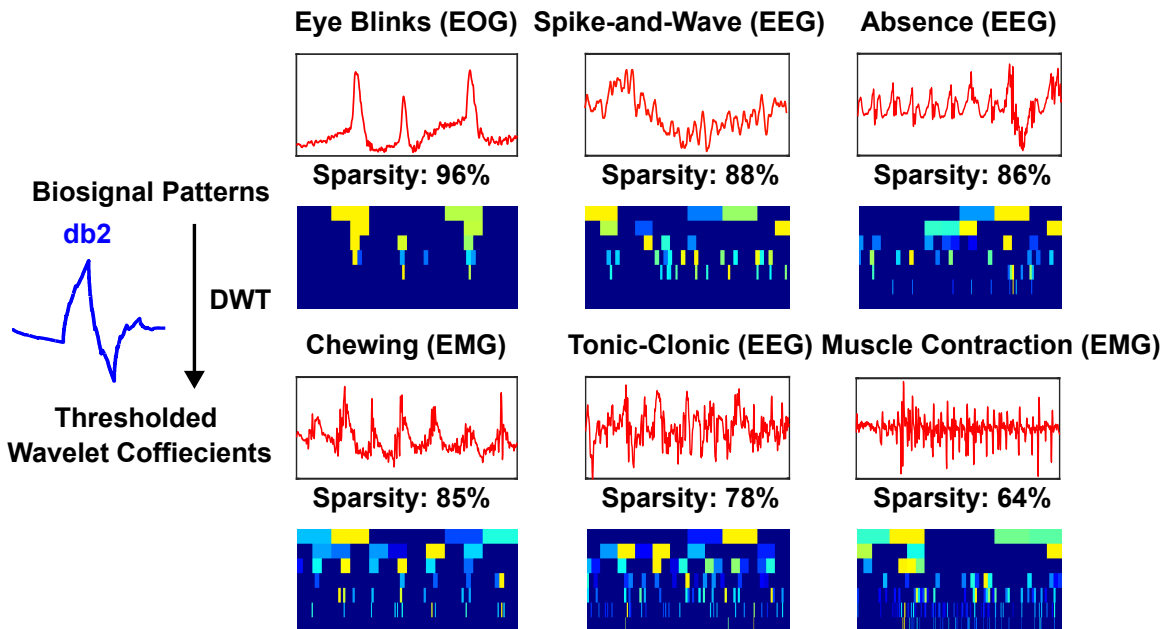 Eye Blinks (EOG) Spike-and-Wave (EEG) Absence (EEG)
Sparsity: 96% Sparsity: 88% Sparsity: 86%
Biosignal Patterns
db2
DWT
Chewing (EMG) Tonic-Clonic (EEG) Muscle Contraction (EMG)
Thresholded
Wavelet Coffiecients
Sparsity: 85% Sparsity: 78% Sparsity: 64%